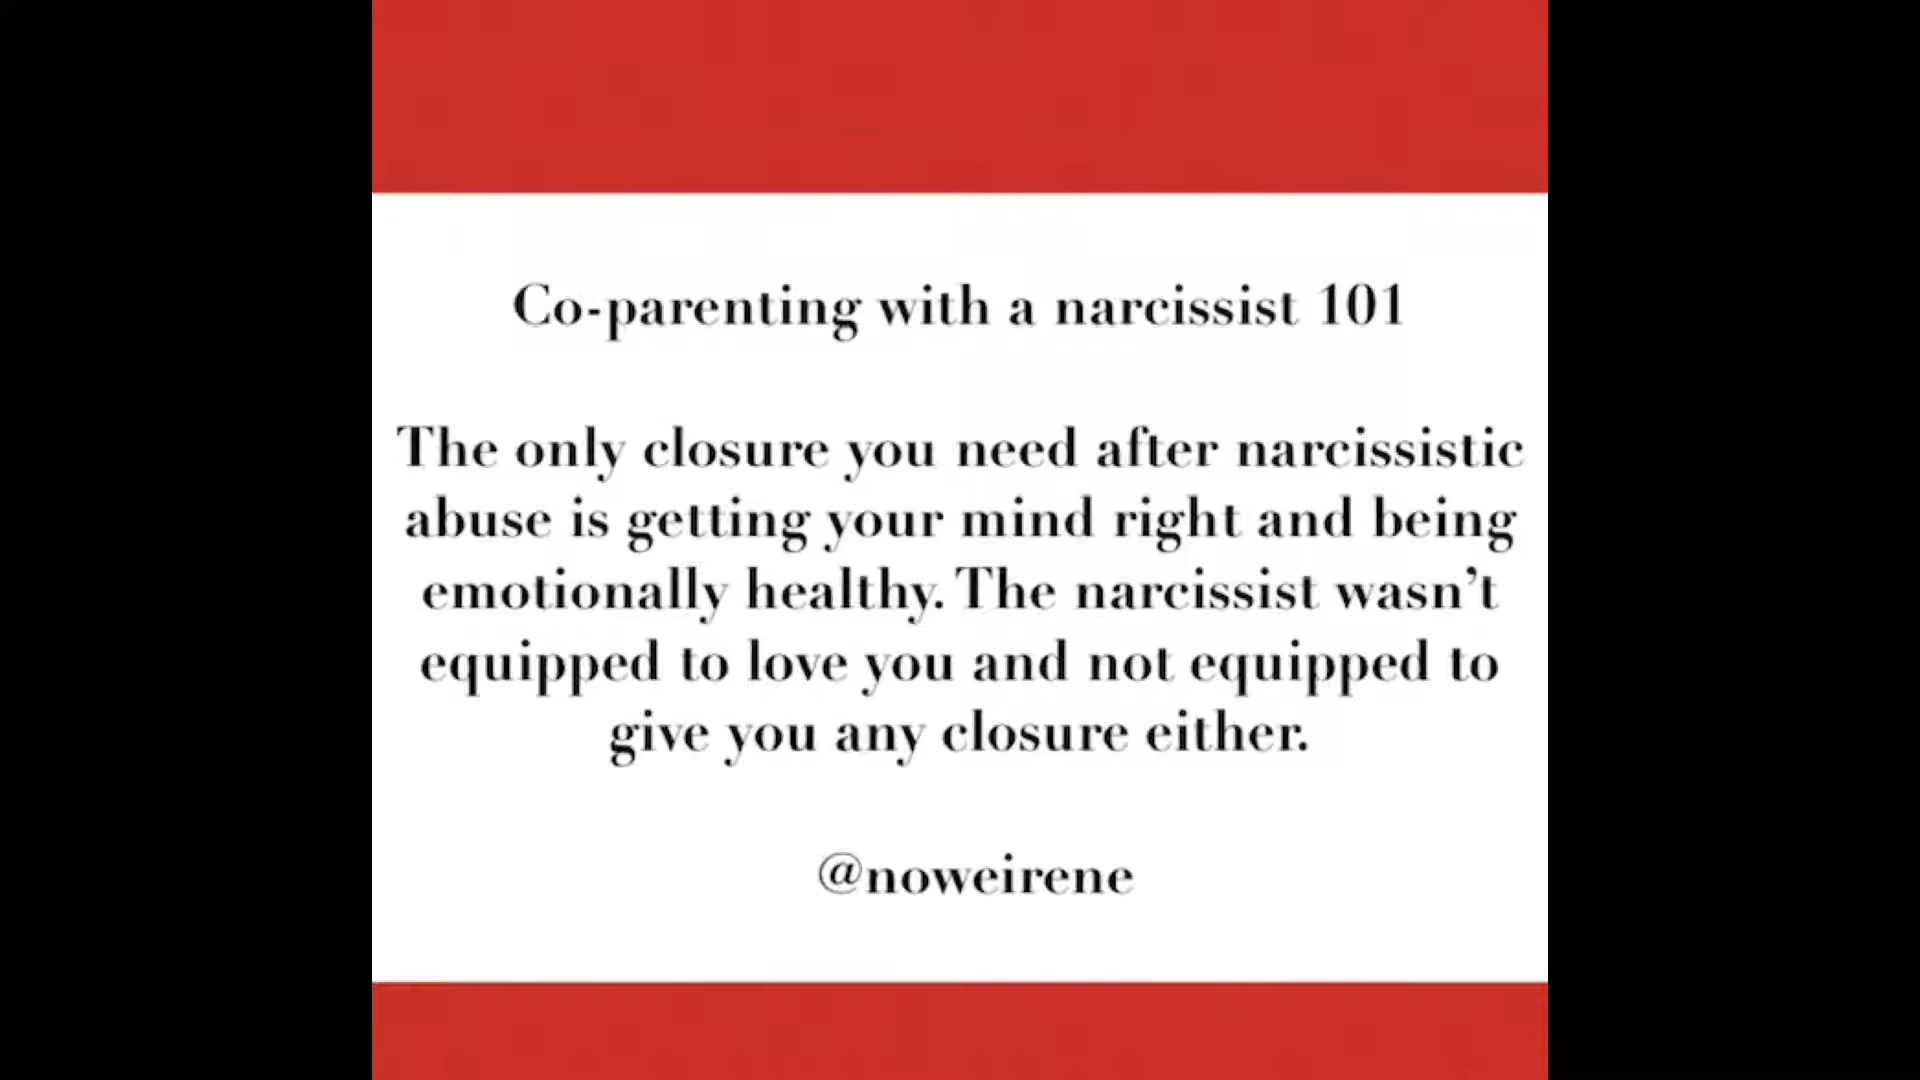 Co-parenting with a narcissist 101
The only closure you need after narcissistic
abuse is getting your mind right and being
emotionally healthy. The narcissist wasn’t
equipped to love you and not equipped to
give you any closure either.
@noweirene